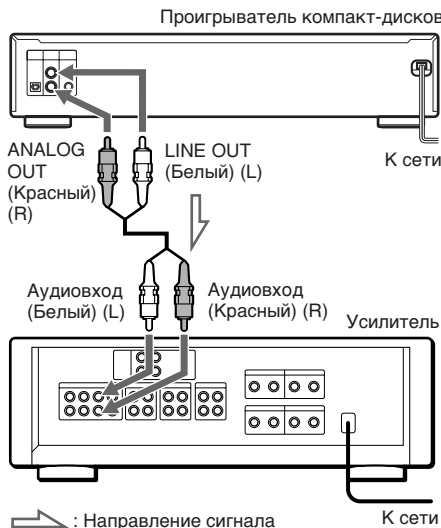 Проигрыватель компакт-дисков
ANALOG
OUT
(Красный)
(R)
LINE OUT
(Белый) (L)
К сети
Аудиовход
(Белый) (L)
Аудиовход
(Красный) (R)
Усилитель
: Направление сигнала
К сети